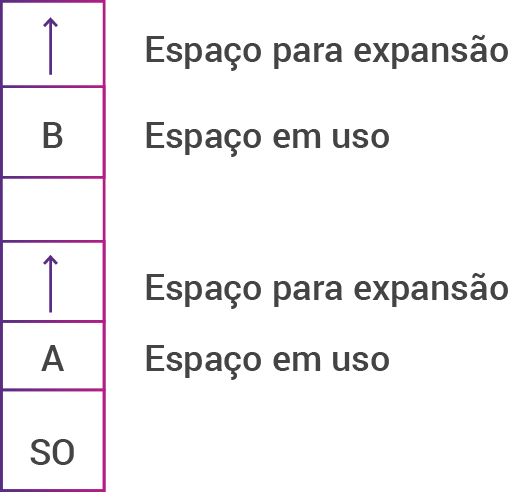 Espaço para expansão
B Espaço em uso
Espaço para expansão
A Espaço em uso
SO